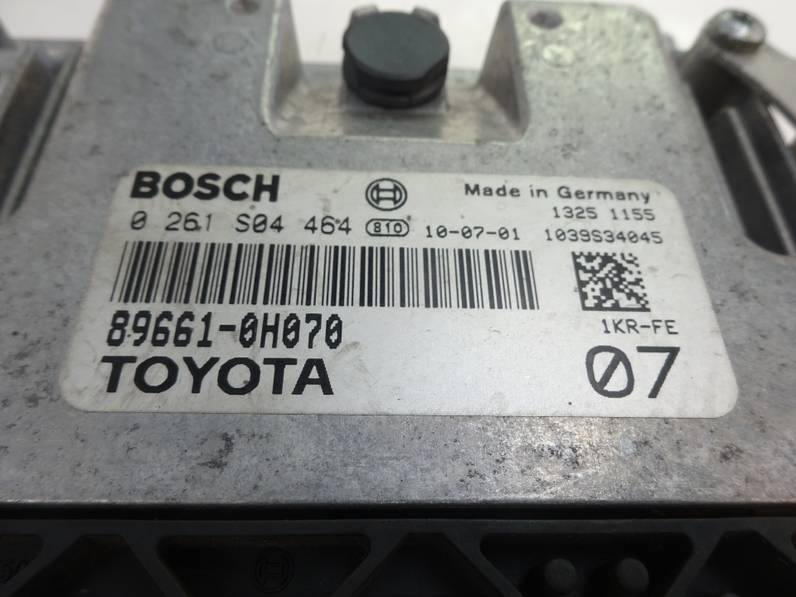 BOSCH
Made in Germany
0 261 S04 464 810 10-07-01
1325 1155
1039S34045
89661-0H070
1KR-FE
TOYOTA
07